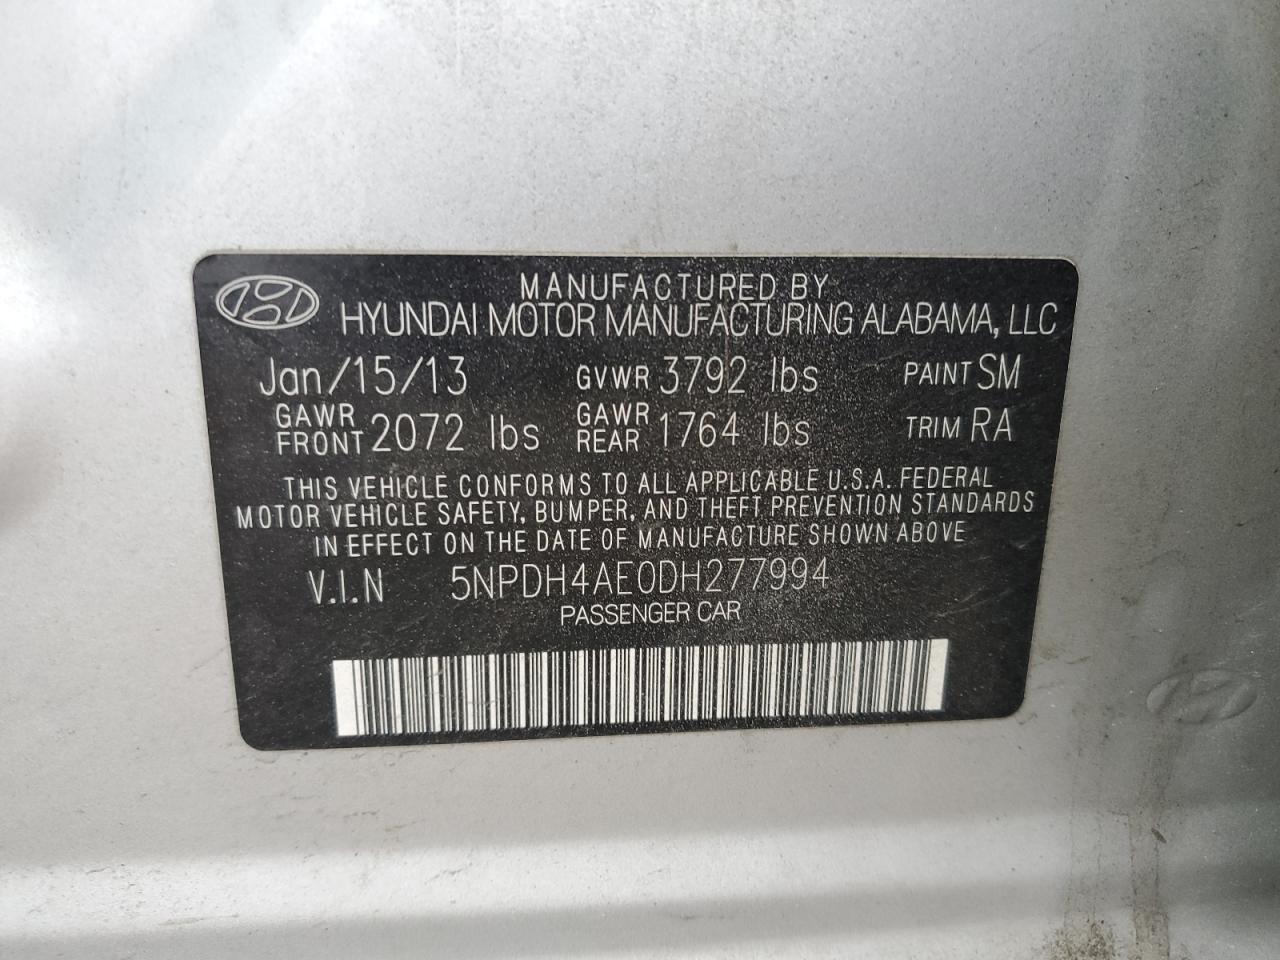 MANUFACTURED BY
HYUNDAI MOTOR MANUFACTURING ALABAMA, LLC
Jan/15/13 GVWR 3792 lbs PAINT SM
GAWR FRONT 2072 lbs GAWR REAR 1764 lbs TRIM RA
THIS VEHICLE CONFORMS TO ALL APPLICABLE U.S.A. FEDERAL
MOTOR VEHICLE SAFETY, BUMPER, AND THEFT PREVENTION STANDARDS
IN EFFECT ON THE DATE OF MANUFACTURE SHOWN ABOVE
V.I.N 5NPDH4AE0DH277994
PASSENGER CAR